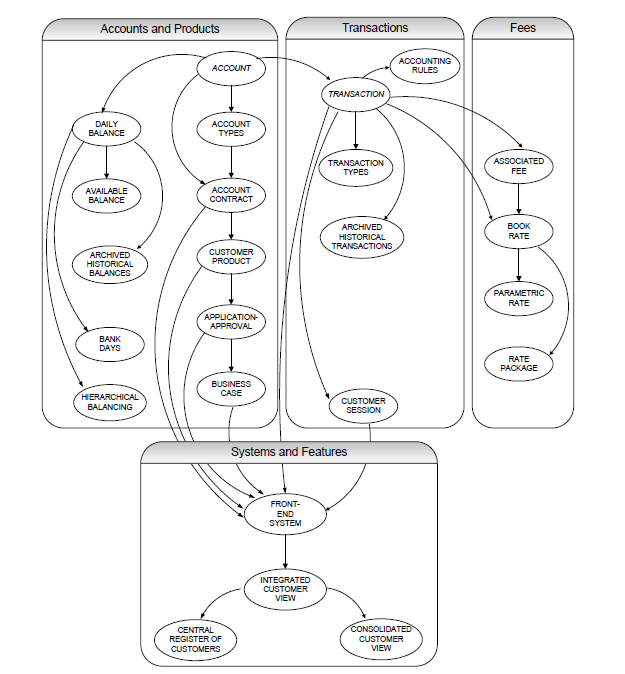 Accounts and Products
Transactions
Fees
ACCOUNT
ACCOUNTING
RULES
TRANSACTION
DAILY
BALANCE
ACCOUNT
TYPES
TRANSACTION
TYPES
ASSOCIATED
FEE
AVAILABLE
BALANCE
ACCOUNT
CONTRACT
ARCHIVED
HISTORICAL
TRANSACTIONS
BOOK
RATE
ARCHIVED
HISTORICAL
BALANCES
CUSTOMER
PRODUCT
PARAMETRIC
RATE
APPLICATION-
APPROVAL
BANK
DAYS
RATE
PACKAGE
BUSINESS
CASE
HIERARCHICAL
BALANCING
CUSTOMER
SESSION
Systems and Features
FRONT-
END
SYSTEM
INTEGRATED
CUSTOMER
VIEW
CENTRAL
REGISTER OF
CUSTOMERS
CONSOLIDATED
CUSTOMER
VIEW